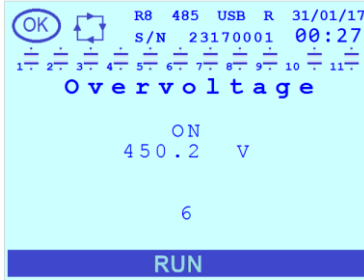 OK R8 485 USB R 31/01/17
S/N 23170001 00:27
1 2 3 4 5 6 7 8 9 10 11
Overvoltage
ON
450.2 V
6
RUN